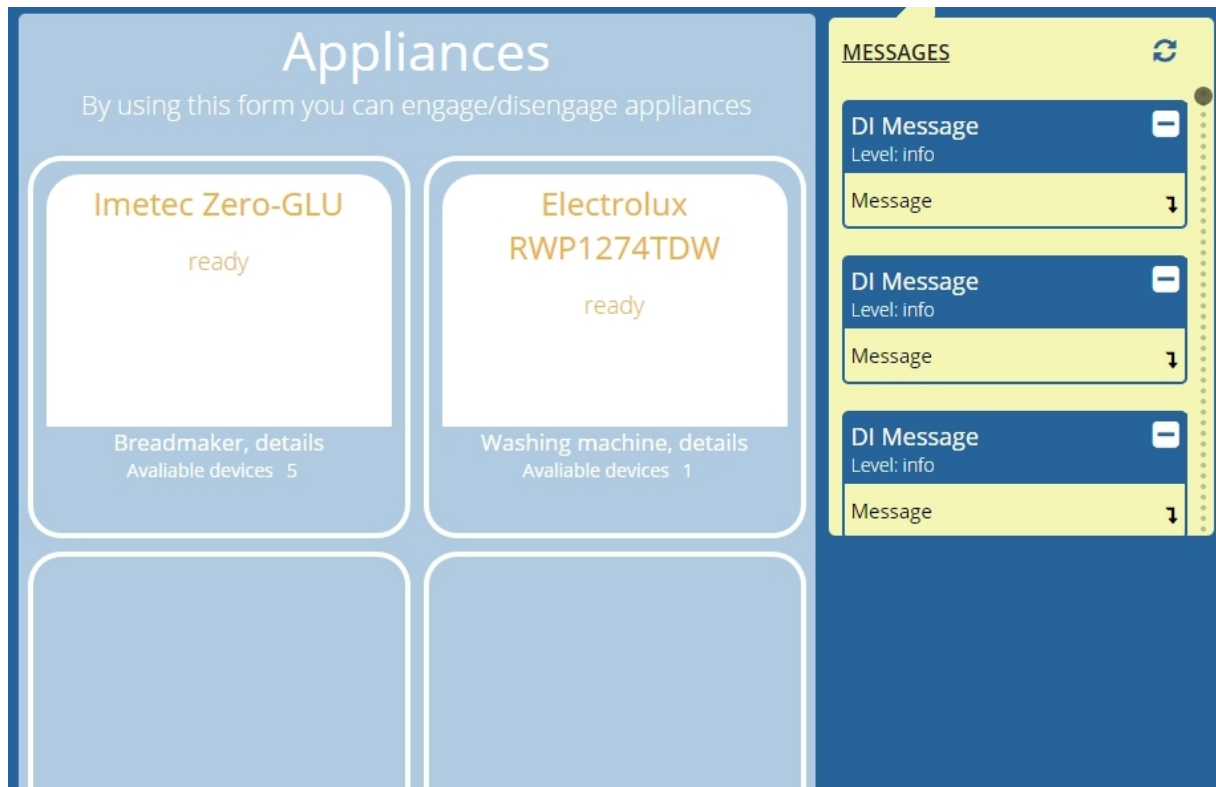 Appliances
By using this form you can engage/disengage appliances
Imetec Zero-GLU
ready
Breadmaker, details
Avaliable devices 5
Electrolux
RWP1274TDW
ready
Washing machine, details
Avaliable devices 1
MESSAGES
DI Message
Level: info
Message
DI Message
Level: info
Message
DI Message
Level: info
Message